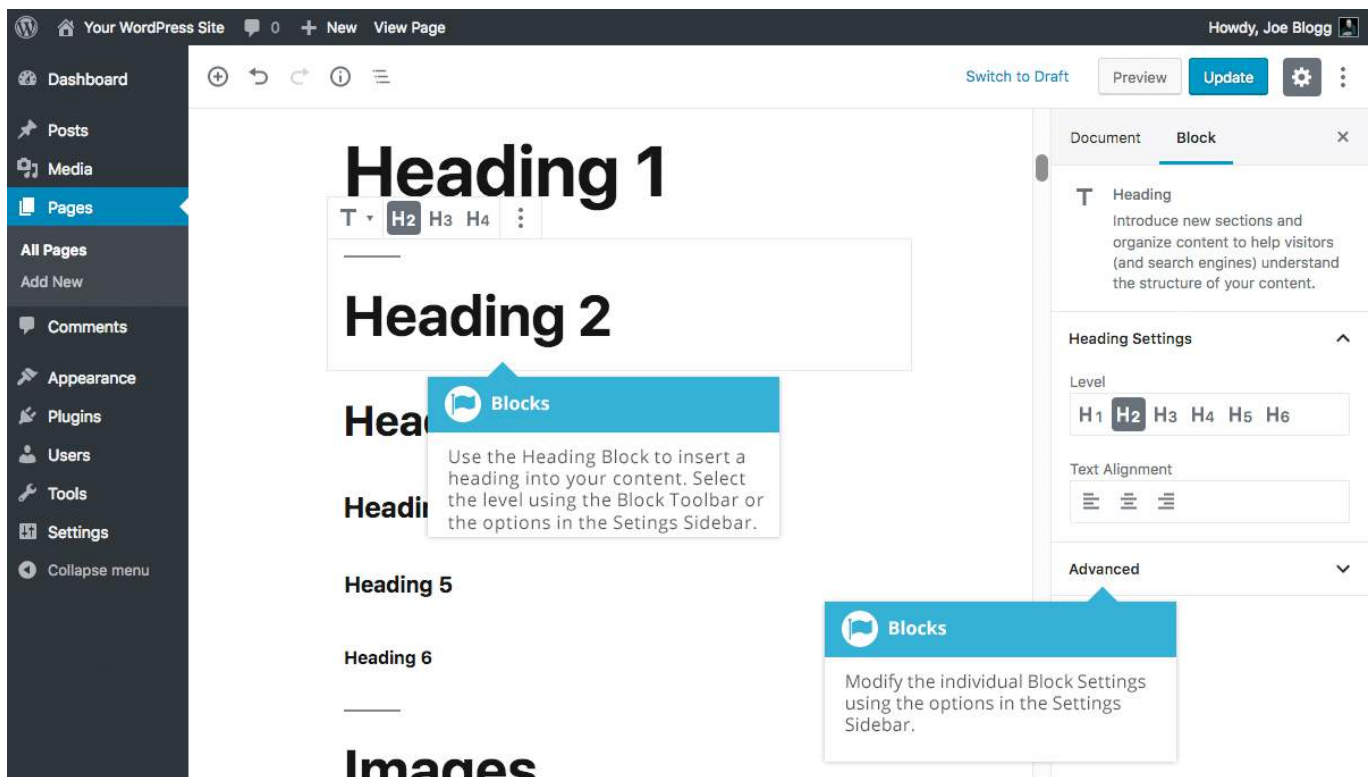 Your WordPress Site 0 New View Page Howdy, Joe Blogg
Dashboard
Posts
Media
Pages
All Pages
Add New
Comments
Appearance
Plugins
Users
Tools
Settings
Collapse menu
Switch to Draft Preview Update
Heading 1
T H2 H3 H4
Heading 2
Hea
Headi
Heading 5
Heading 6
Images
Blocks
Use the Heading Block to insert a
heading into your content. Select
the level using the Block Toolbar or
the options in the Setings Sidebar.
Document Block
T Heading
Introduce new sections and
organize content to help visitors
(and search engines) understand
the structure of your content.
Heading Settings
Level
H1 H2 H3 H4 H5 H6
Text Alignment
Advanced
Blocks
Modify the individual Block Settings
using the options in the Settings
Sidebar.